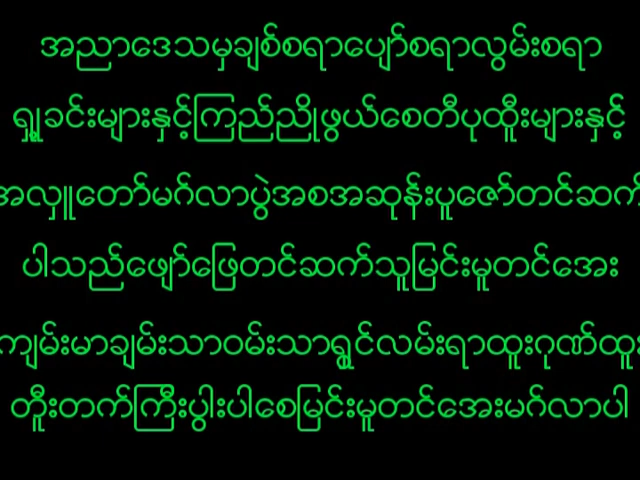 အညာဒေသမှချစ်စရာပျော်စရာလွမ်းစရာ
ရှုခင်းများနှင့်ကြည်ညိုဖွယ်စေတီပုထိုးများနှင့်
အလှူတော်မင်္ဂလာပွဲအစအဆုန်းပူဇော်တင်ဆက်
ပါသည်ဖျော်ဖြေတင်ဆက်သူမြင်းမူတင်အေး
ကျမ်းမာချမ်းသာဝမ်းသာရွှင်လမ်းရာထူးဂုဏ်ထူး
တိုးတက်ကြီးပွါးပါစေမြင်းမူတင်အေးမင်္ဂလာပါ